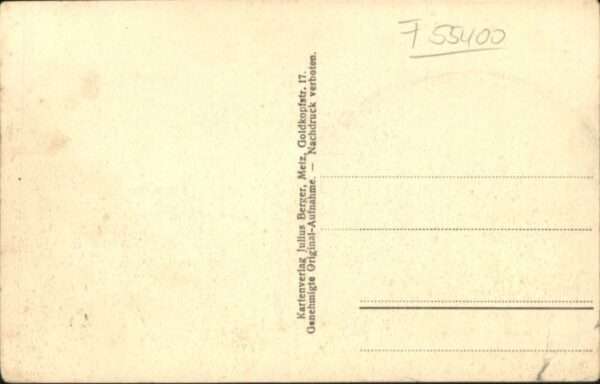 F 55400
Kartenverlag Julius Berger, Metz, Goldkopfstr. 17.
Genehmigte Original-Aufnahme. — Nachdruck verboten.